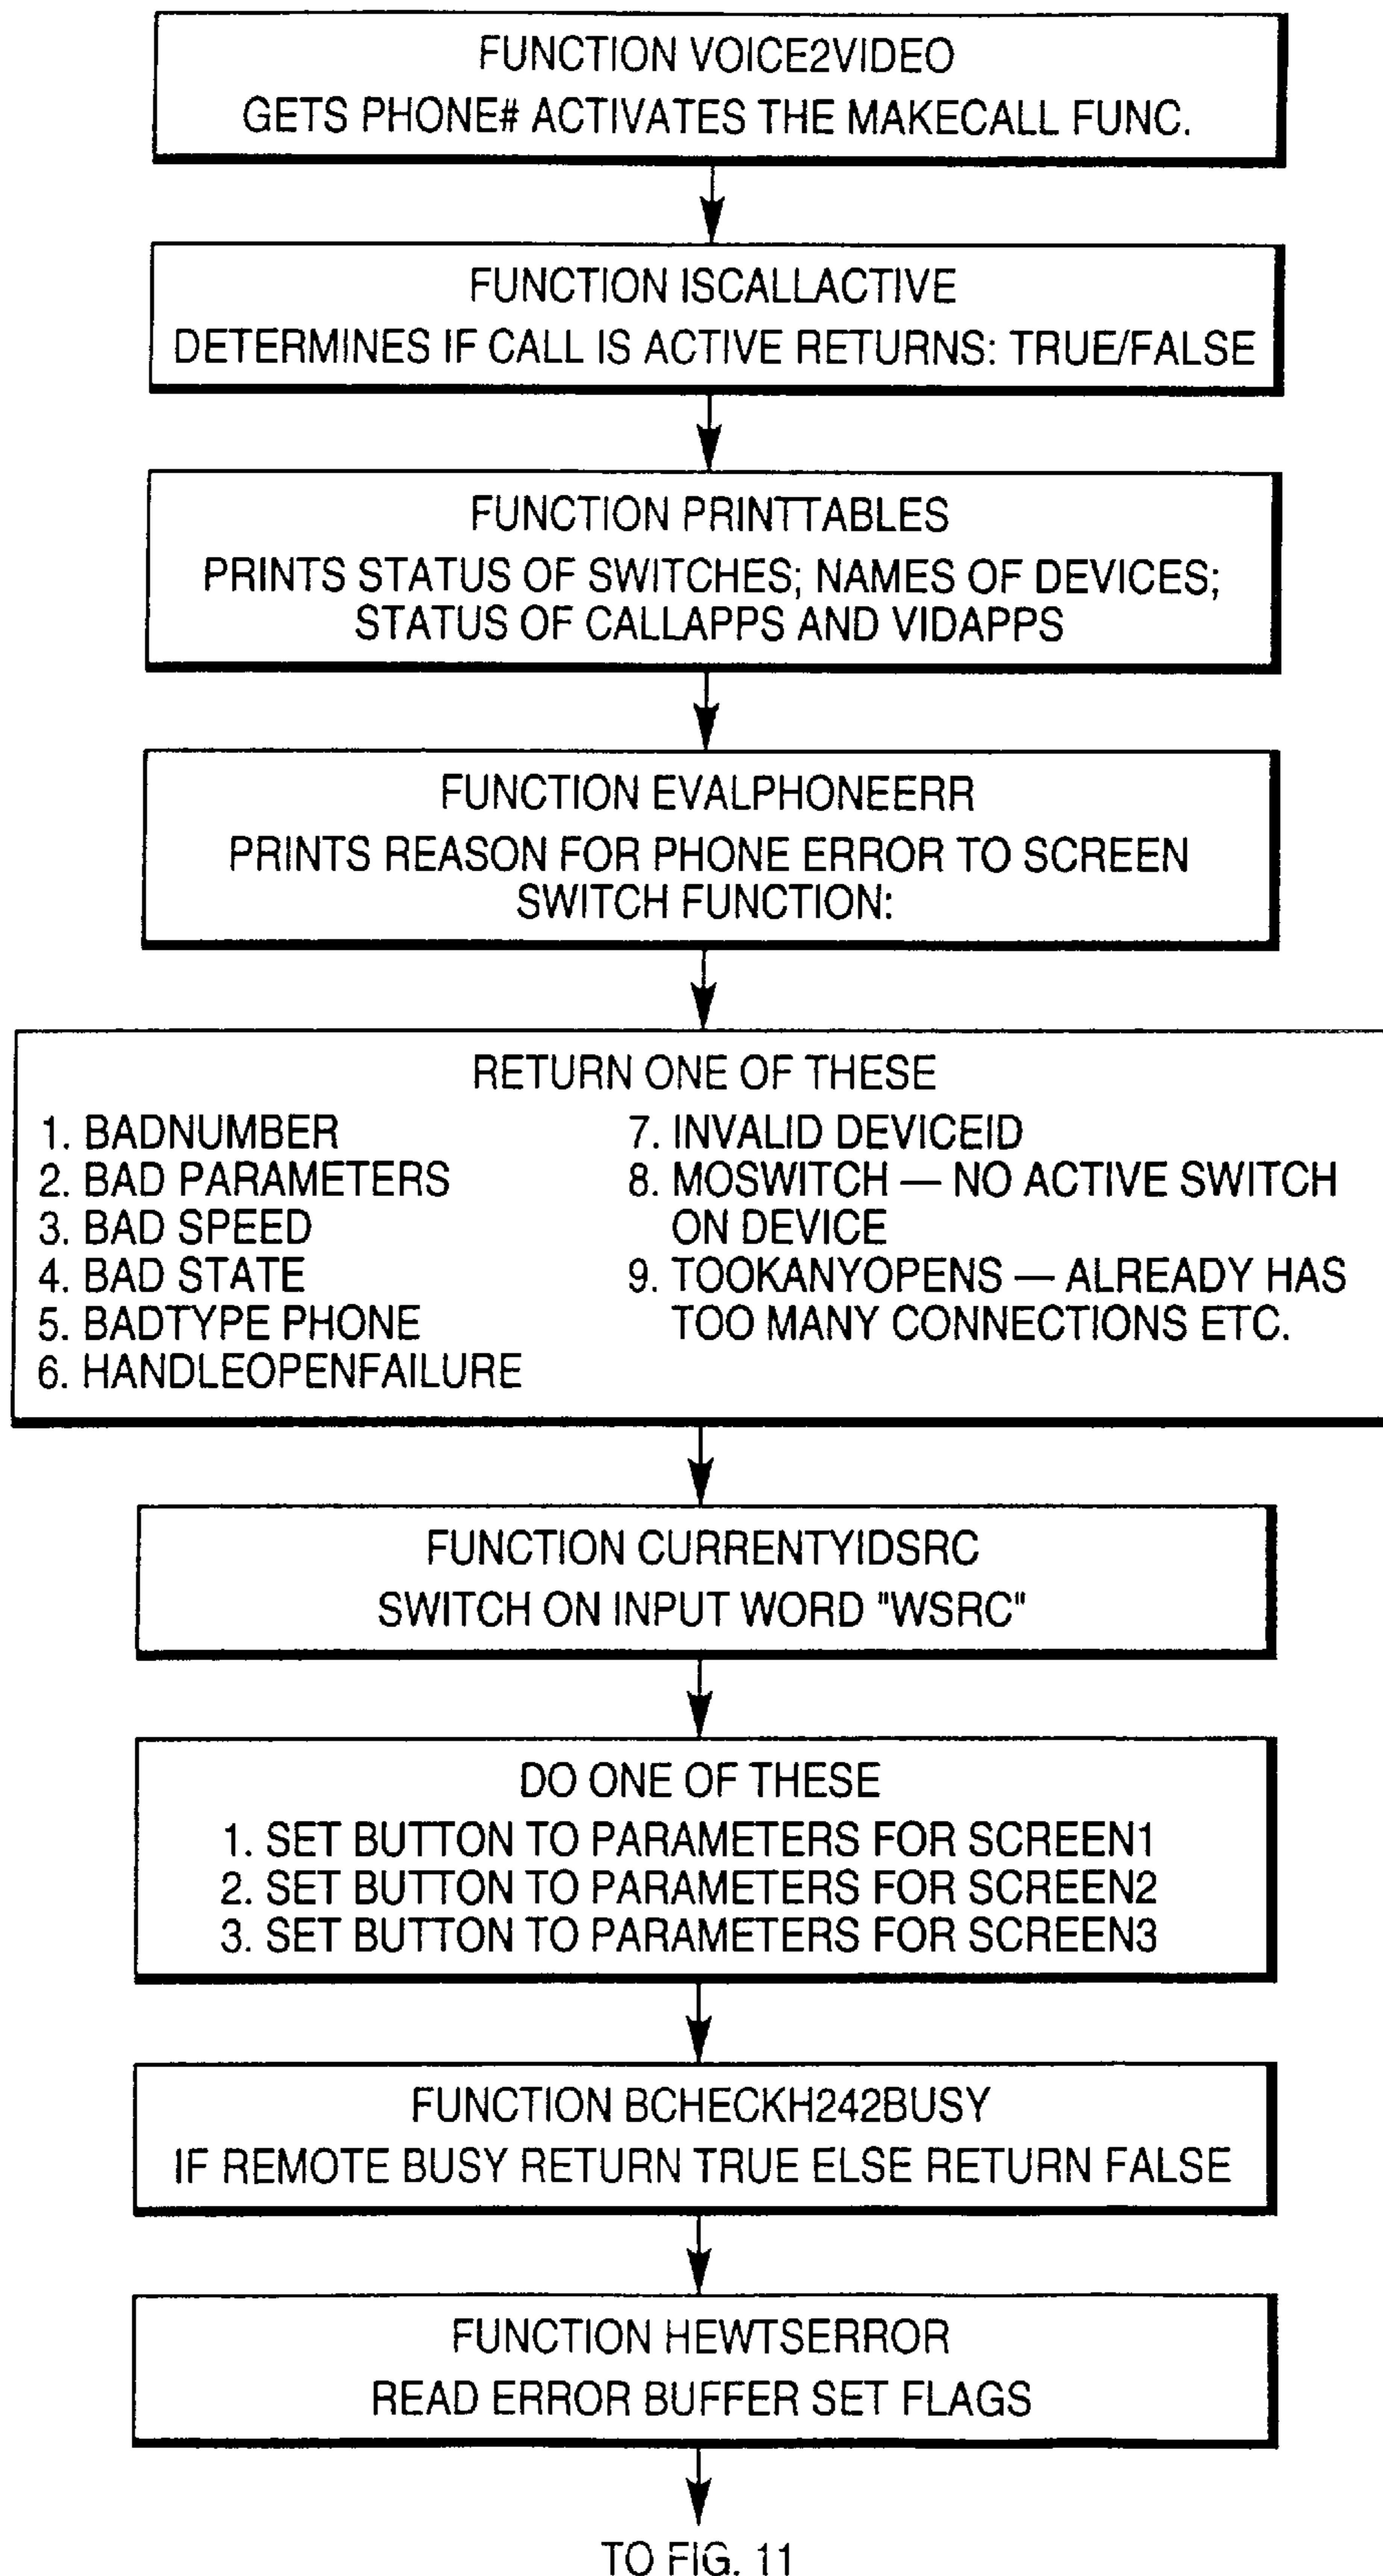 FUNCTION VOICE2VIDEO
GETS PHONE# ACTIVATES THE MAKECALL FUNC.
FUNCTION ISCALLACTIVE
DETERMINES IF CALL IS ACTIVE RETURNS: TRUE/FALSE
FUNCTION PRINTTABLES
PRINTS STATUS OF SWITCHES; NAMES OF DEVICES;
STATUS OF CALLAPPS AND VIDAPPS
FUNCTION EVALPHONEERR
PRINTS REASON FOR PHONE ERROR TO SCREEN
SWITCH FUNCTION:
RETURN ONE OF THESE
1. BADNUMBER
2. BAD PARAMETERS
3. BAD SPEED
4. BAD STATE
5. BADTYPE PHONE
6. HANDLEOPENFAILURE
7. INVALID DEVICEID
8. MOSWITCH — NO ACTIVE SWITCH
ON DEVICE
9. TOOKANYOPENS — ALREADY HAS
TOO MANY CONNECTIONS ETC.
FUNCTION CURRENTYIDSRC
SWITCH ON INPUT WORD "WSRC"
DO ONE OF THESE
1. SET BUTTON TO PARAMETERS FOR SCREEN1
2. SET BUTTON TO PARAMETERS FOR SCREEN2
3. SET BUTTON TO PARAMETERS FOR SCREEN3
FUNCTION BCHECKH242BUSY
IF REMOTE BUSY RETURN TRUE ELSE RETURN FALSE
FUNCTION HEWTSERROR
READ ERROR BUFFER SET FLAGS
TO FIG. 11